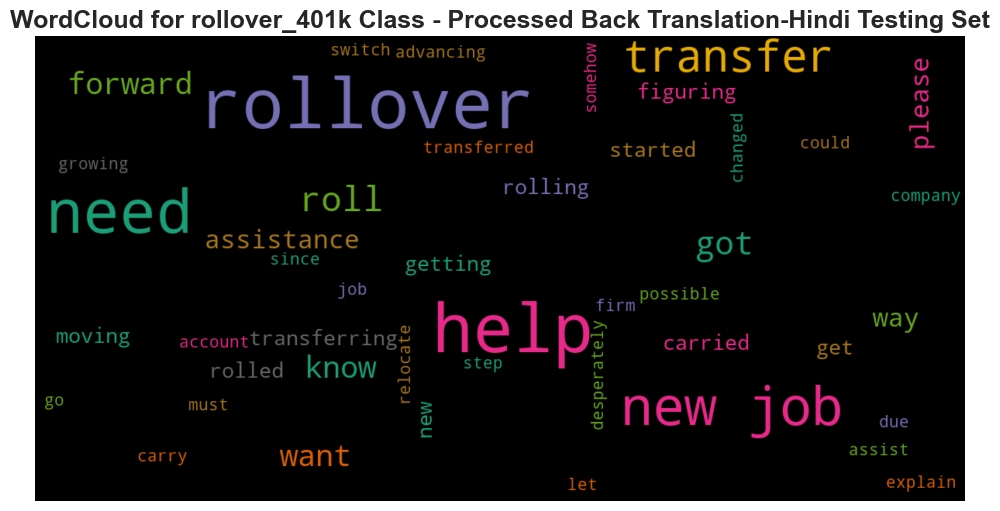 WordCloud for rollover_401k Class - Processed Back Translation-Hindi Testing Set
switch
advancing
somehow
transfer
forward
rollover
figuring
please
changed
could
transferred
started
growing
rolling
company
need
roll
assistance
got
since
getting
job
possible
firm
help
way
moving
account
transferring
relocate
step
desperately
carried
get
rolled
know
go
must
new
new job
due
carry
want
assist
let
explain